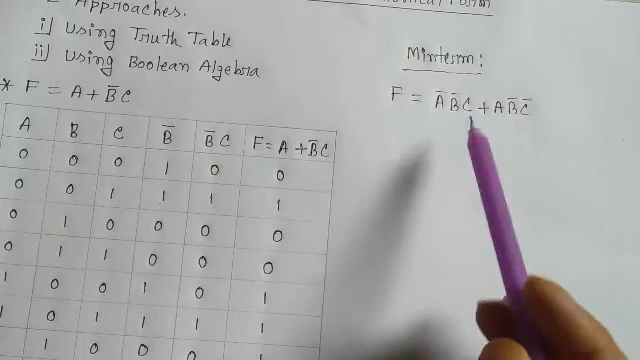 Approaches.
i) Using Truth Table
ii) Using Boolean Algebria
* F = A + B̅C
A B C B̅ B̅C F = A + B̅C
0 0 0 1 0 0
0 0 1 1 1 1
0 1 0 0 0 0
0 1 1 0 0 0
1 0 0 1 0 1
1 0 1 1 1 1
1 0 0 0 1
Minterm:
F = A̅B̅C + AB̅C̅